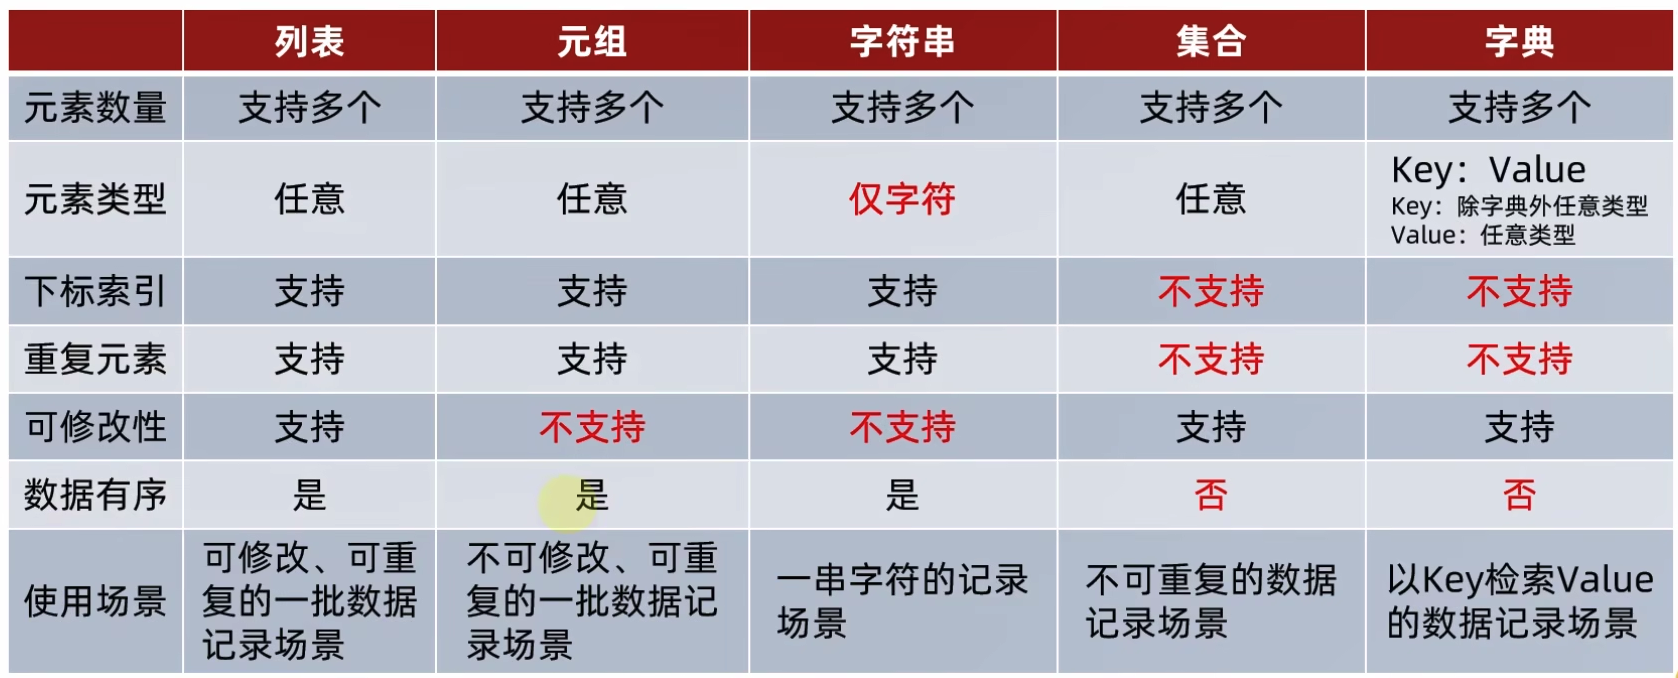 列表 元组 字符串 集合 字典
元素数量 支持多个 支持多个 支持多个 支持多个 支持多个
元素类型 任意 任意 仅字符 任意 Key：Value
Key：除字典外任意类型
Value：任意类型
下标索引 支持 支持 支持 不支持 不支持
重复元素 支持 支持 支持 不支持 不支持
可修改性 支持 不支持 不支持 支持 支持
数据有序 是 是 是 否 否
使用场景
可修改、可重
复的一批数据
记录场景
不可修改、可重
复的一批数据记
录场景
一串字符的记录
场景
不可重复的数据
记录场景
以Key检索Value
的数据记录场景